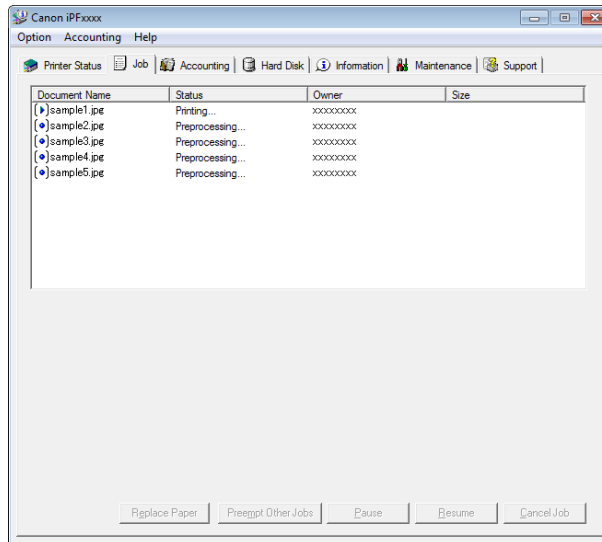 Canon iPFxxxx
Option Accounting Help
Printer Status Job Accounting Hard Disk Information Maintenance Support
Document Name Status Owner Size
sample1.jpg Printing... xxxxxxxx
sample2.jpg Preprocessing... xxxxxxxx
sample3.jpg Preprocessing... xxxxxxxx
sample4.jpg Preprocessing... xxxxxxxx
sample5.jpg Preprocessing... xxxxxxxx
Replace Paper Preempt Other Jobs Pause Resume Cancel Job